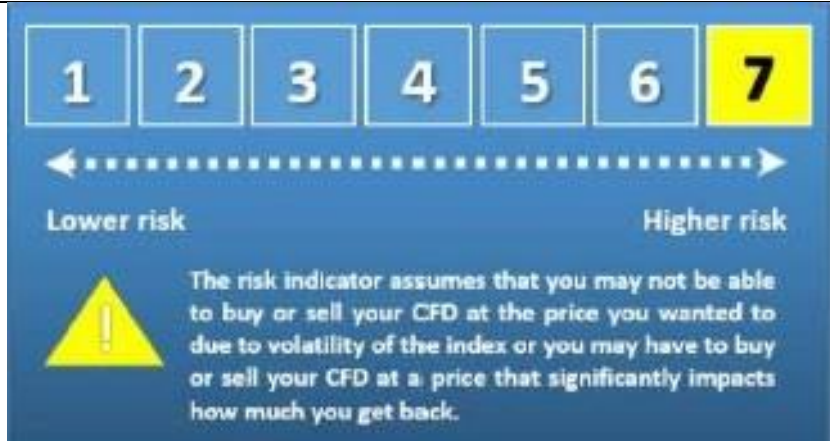 1 2 3 4 5 6 7
Lower risk Higher risk
!
The risk indicator assumes that you may not be able
to buy or sell your CFD at the price you wanted to
due to volatility of the index or you may have to buy
or sell your CFD at a price that significantly impacts
how much you get back.